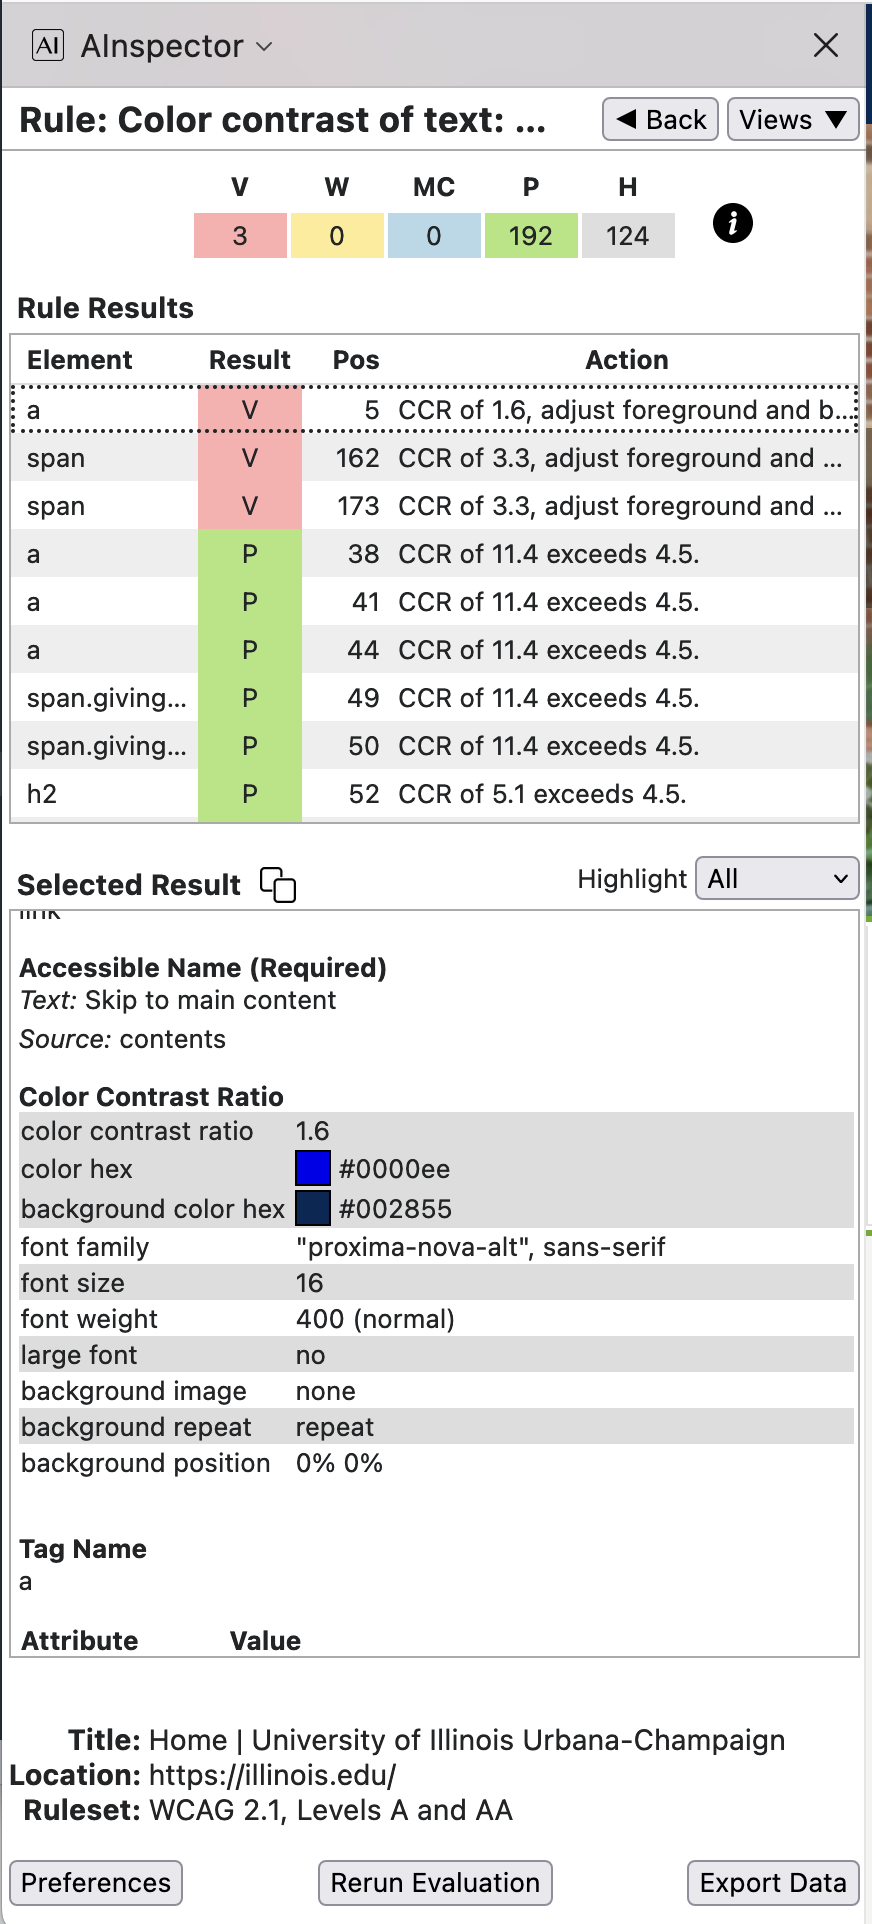 AI AInspector
Rule: Color contrast of text: ... ◀ Back Views ▼
V W MC P H
3 0 0 192 124 i
Rule Results
Element Result Pos Action
a V 5 CCR of 1.6, adjust foreground and b...
span V 162 CCR of 3.3, adjust foreground and ...
span V 173 CCR of 3.3, adjust foreground and ...
a P 38 CCR of 11.4 exceeds 4.5.
a P 41 CCR of 11.4 exceeds 4.5.
a P 44 CCR of 11.4 exceeds 4.5.
span.giving... P 49 CCR of 11.4 exceeds 4.5.
span.giving... P 50 CCR of 11.4 exceeds 4.5.
h2 P 52 CCR of 5.1 exceeds 4.5.
Selected Result Highlight All
link
Accessible Name (Required)
Text: Skip to main content
Source: contents
Color Contrast Ratio
color contrast ratio 1.6
color hex #0000ee
background color hex #002855
font family "proxima-nova-alt", sans-serif
font size 16
font weight 400 (normal)
large font no
background image none
background repeat repeat
background position 0% 0%
Tag Name
a
Attribute Value
Title: Home | University of Illinois Urbana-Champaign
Location: https://illinois.edu/
Ruleset: WCAG 2.1, Levels A and AA
Preferences Rerun Evaluation Export Data